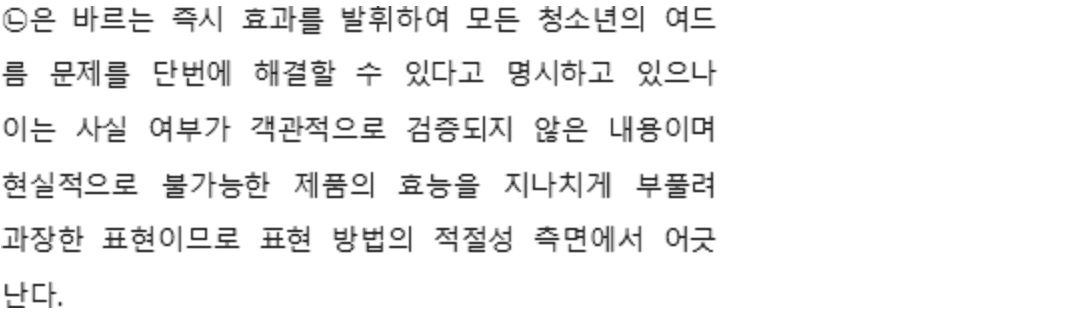 ㉡은 바르는 즉시 효과를 발휘하여 모든 청소년의 여드
름 문제를 단번에 해결할 수 있다고 명시하고 있으나
이는 사실 여부가 객관적으로 검증되지 않은 내용이며
현실적으로 불가능한 제품의 효능을 지나치게 부풀려
과장한 표현이므로 표현 방법의 적절성 측면에서 어긋
난다.